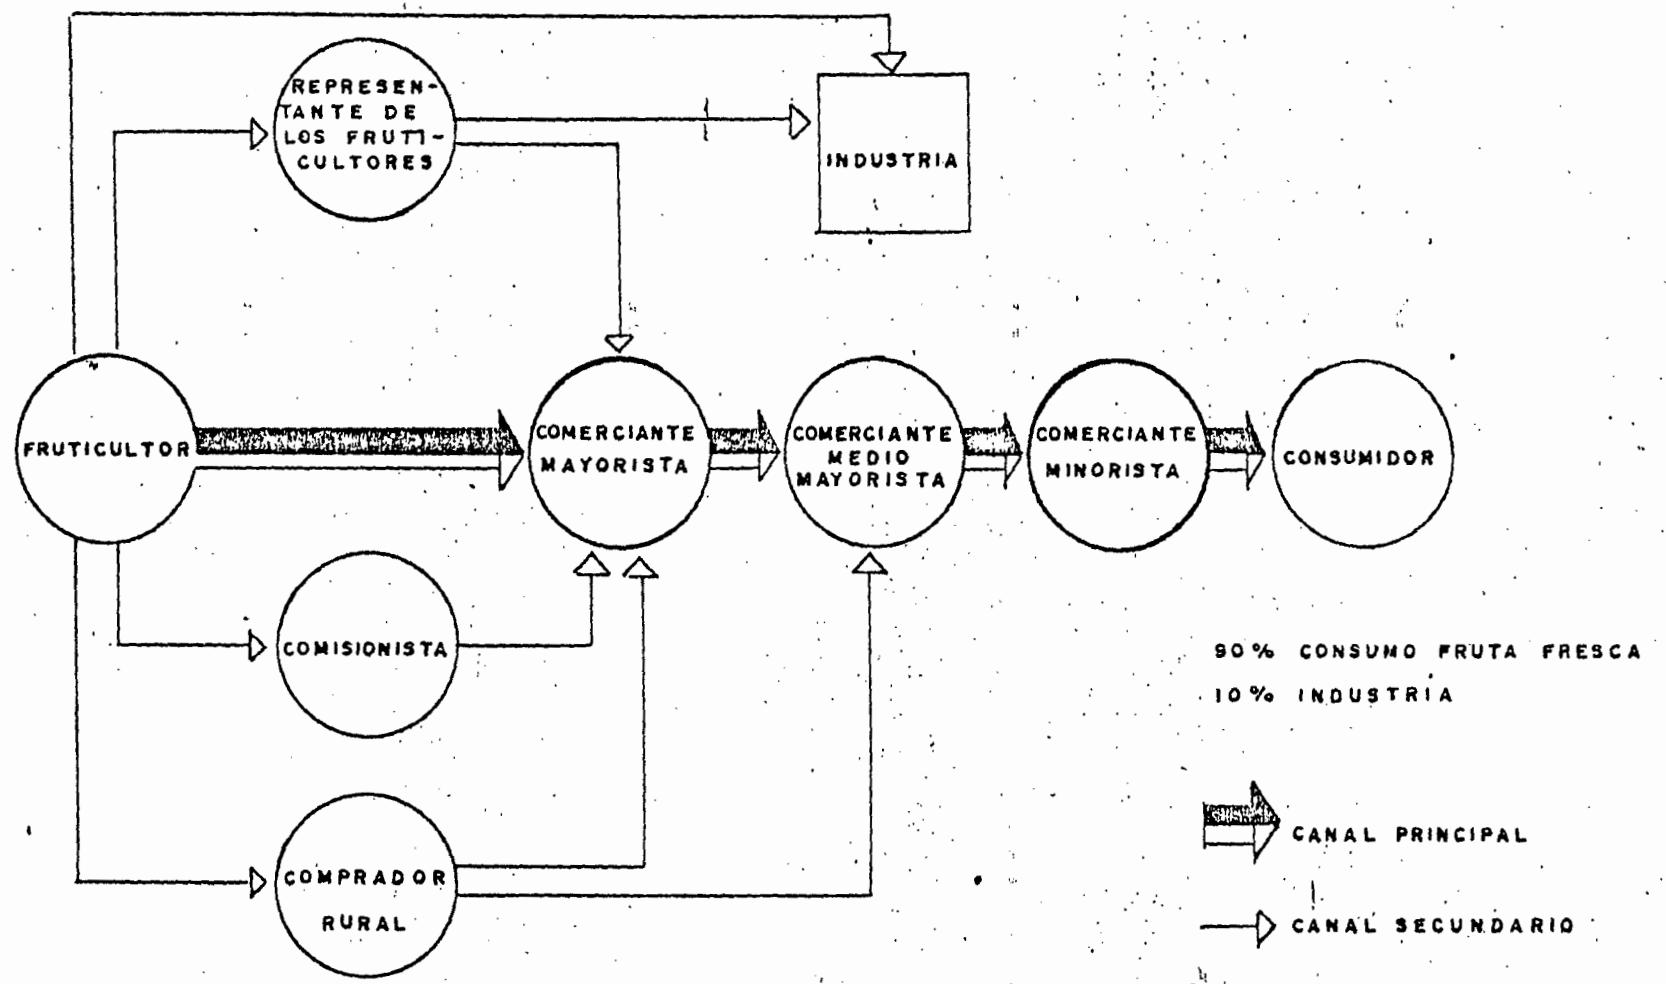 REPRESEN-
TANTE DE
LOS FRUTI-
CULTORES
INDUSTRIA
FRUTICULTOR
COMERCIANTE
MAYORISTA
COMERCIANTE
MEDIO
MAYORISTA
COMERCIANTE
MINORISTA
CONSUMIDOR
COMISIONISTA
90% CONSUMO FRUTA FRESCA
10% INDUSTRIA
COMPRADOR
RURAL
CANAL PRINCIPAL
CANAL SECUNDARIO